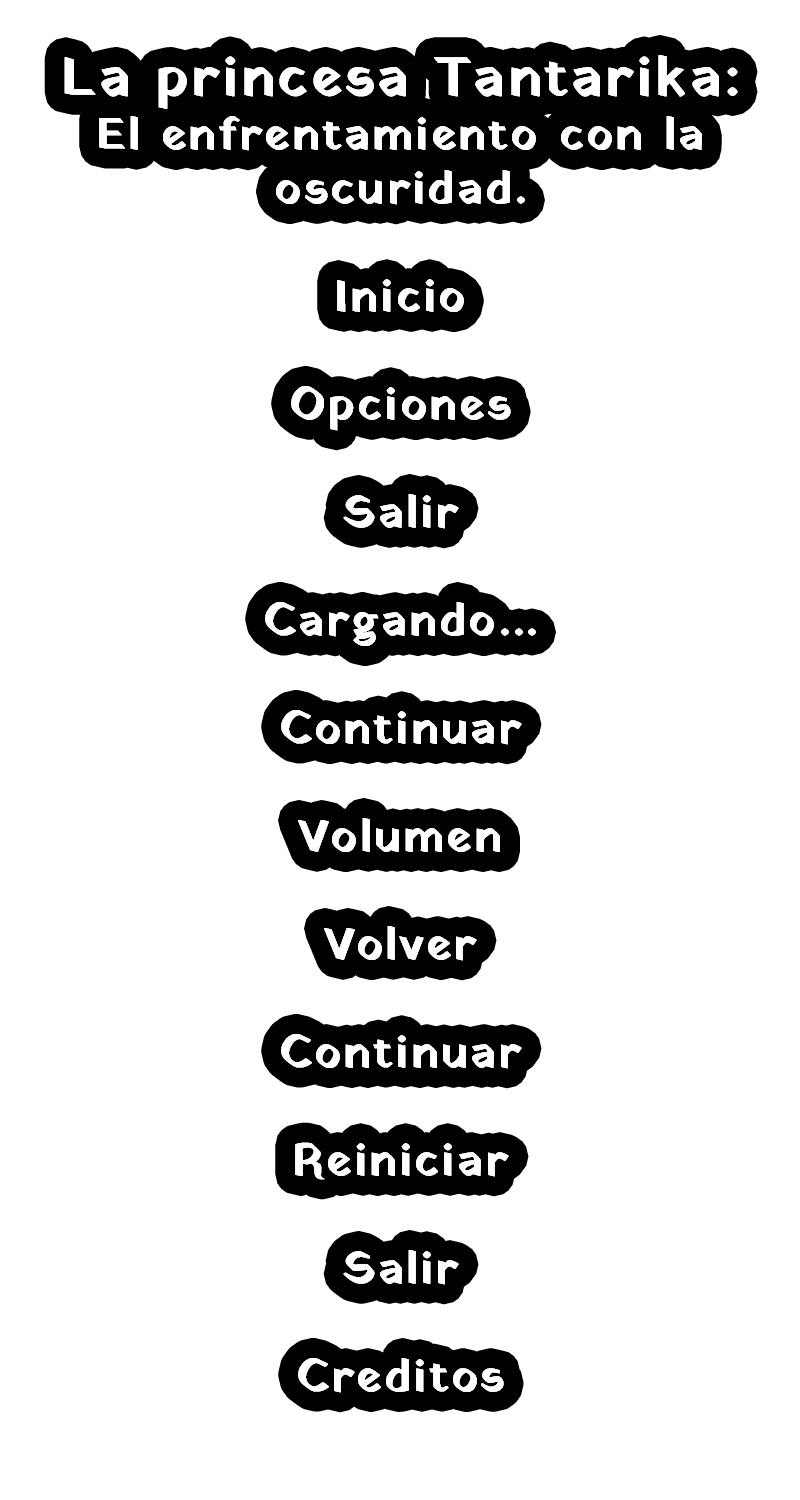 La princesa Tantarika:
El enfrentamiento con la
oscuridad.
Inicio
Opciones
Salir
Cargando...
Continuar
Volumen
Volver
Continuar
Reiniciar
Salir
Creditos